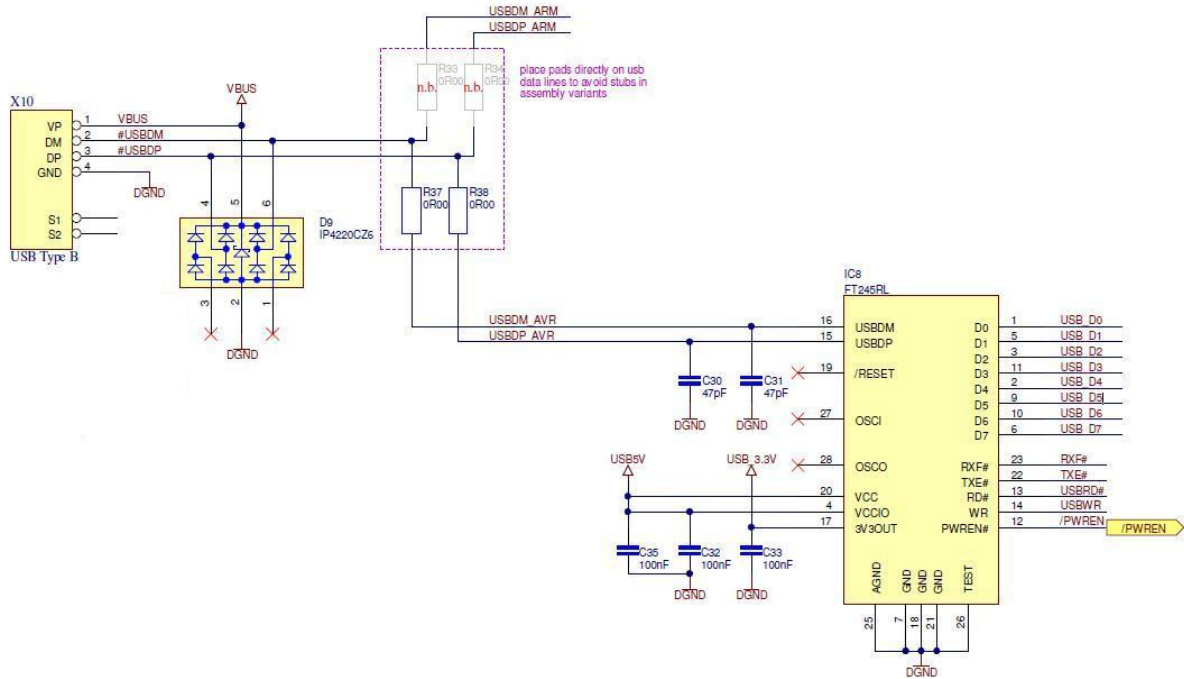 USBDM_ARM
USBDP_ARM
R33
0R00
n.b.
R34
0R00
n.b.
place pads directly on usb
data lines to avoid stubs in
assembly variants
X10
VBUS
VP 1 VBUS
DM 2 #USBDM
DP 3 #USBDP
GND 4
DGND
S1
S2
USB Type B
4 5 6
D9
IP4220CZ6
3 2 1
DGND
R37
0R00
R38
0R00
IC8
FT245RL
USBDM_AVR 16 USBDM
USBDP_AVR 15 USBDP
19 /RESET
27 OSCI
28 OSCO
20 VCC
4 VCCIO
17 3V3OUT
D0 1 USB_D0
D1 5 USB_D1
D2 3 USB_D2
D3 11 USB_D3
D4 2 USB_D4
D5 9 USB_D5
D6 10 USB_D6
D7 6 USB_D7
RXF# 23 RXF#
TXE# 22 TXE#
RD# 13 USBRD#
WR 14 USBWR
PWREN# 12 /PWREN
/PWREN
C30
47pF
DGND
C31
47pF
DGND
USB5V
USB_3.3V
C35
100nF
C32
100nF
DGND
C33
100nF
DGND
AGND GND GND GND TEST
25 7 18 21 26
DGND